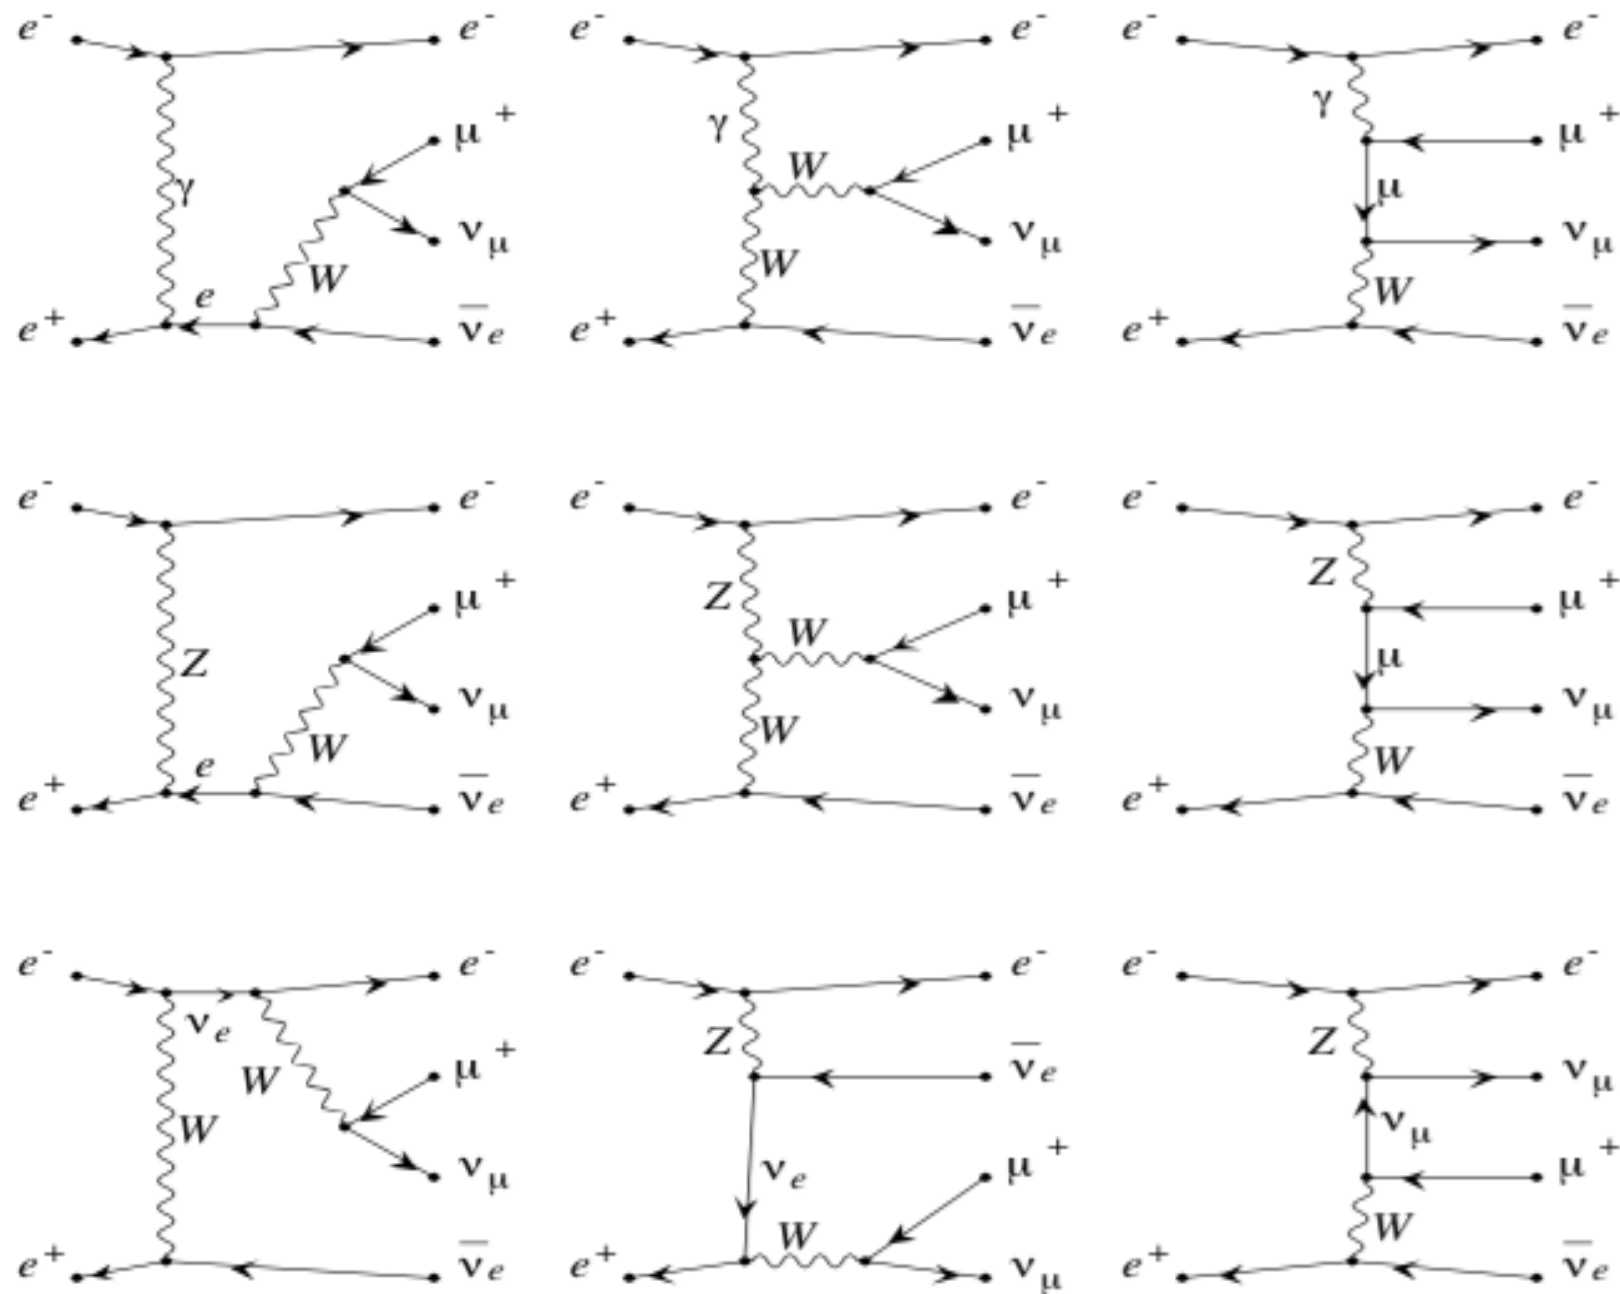 e⁻ e⁻ e⁻ e⁻ e⁻ e⁻
μ⁺ μ⁺ γ μ⁺
γ W
γ W ν_μ ν_μ μ ν_μ
e W W
e⁺ ν̄_e e⁺ ν̄_e e⁺ ν̄_e
e⁻ e⁻ e⁻ e⁻ e⁻ e⁻
μ⁺ Z μ⁺ Z μ⁺
Z W ν_μ W ν_μ μ ν_μ
e W W
e⁺ ν̄_e e⁺ ν̄_e e⁺ ν̄_e
e⁻ e⁻ e⁻ e⁻ e⁻ e⁻
ν_e Z Z
W μ⁺ ν̄_e ν_μ
W ν_μ ν_e μ⁺ ν_μ μ⁺
W W
e⁺ ν̄_e e⁺ ν_μ e⁺ ν̄_e